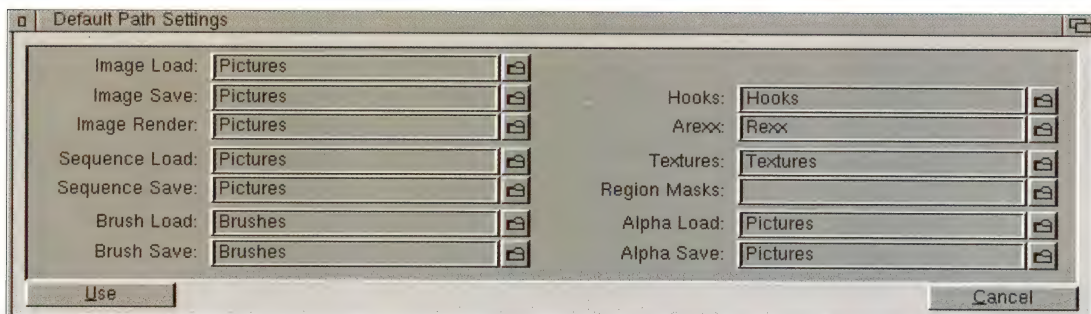 Default Path Settings
Image Load: Pictures
Image Save: Pictures
Image Render: Pictures
Sequence Load: Pictures
Sequence Save: Pictures
Brush Load: Brushes
Brush Save: Brushes
Hooks: Hooks
Arexx: Rexx
Textures: Textures
Region Masks:
Alpha Load: Pictures
Alpha Save: Pictures
Use
Cancel